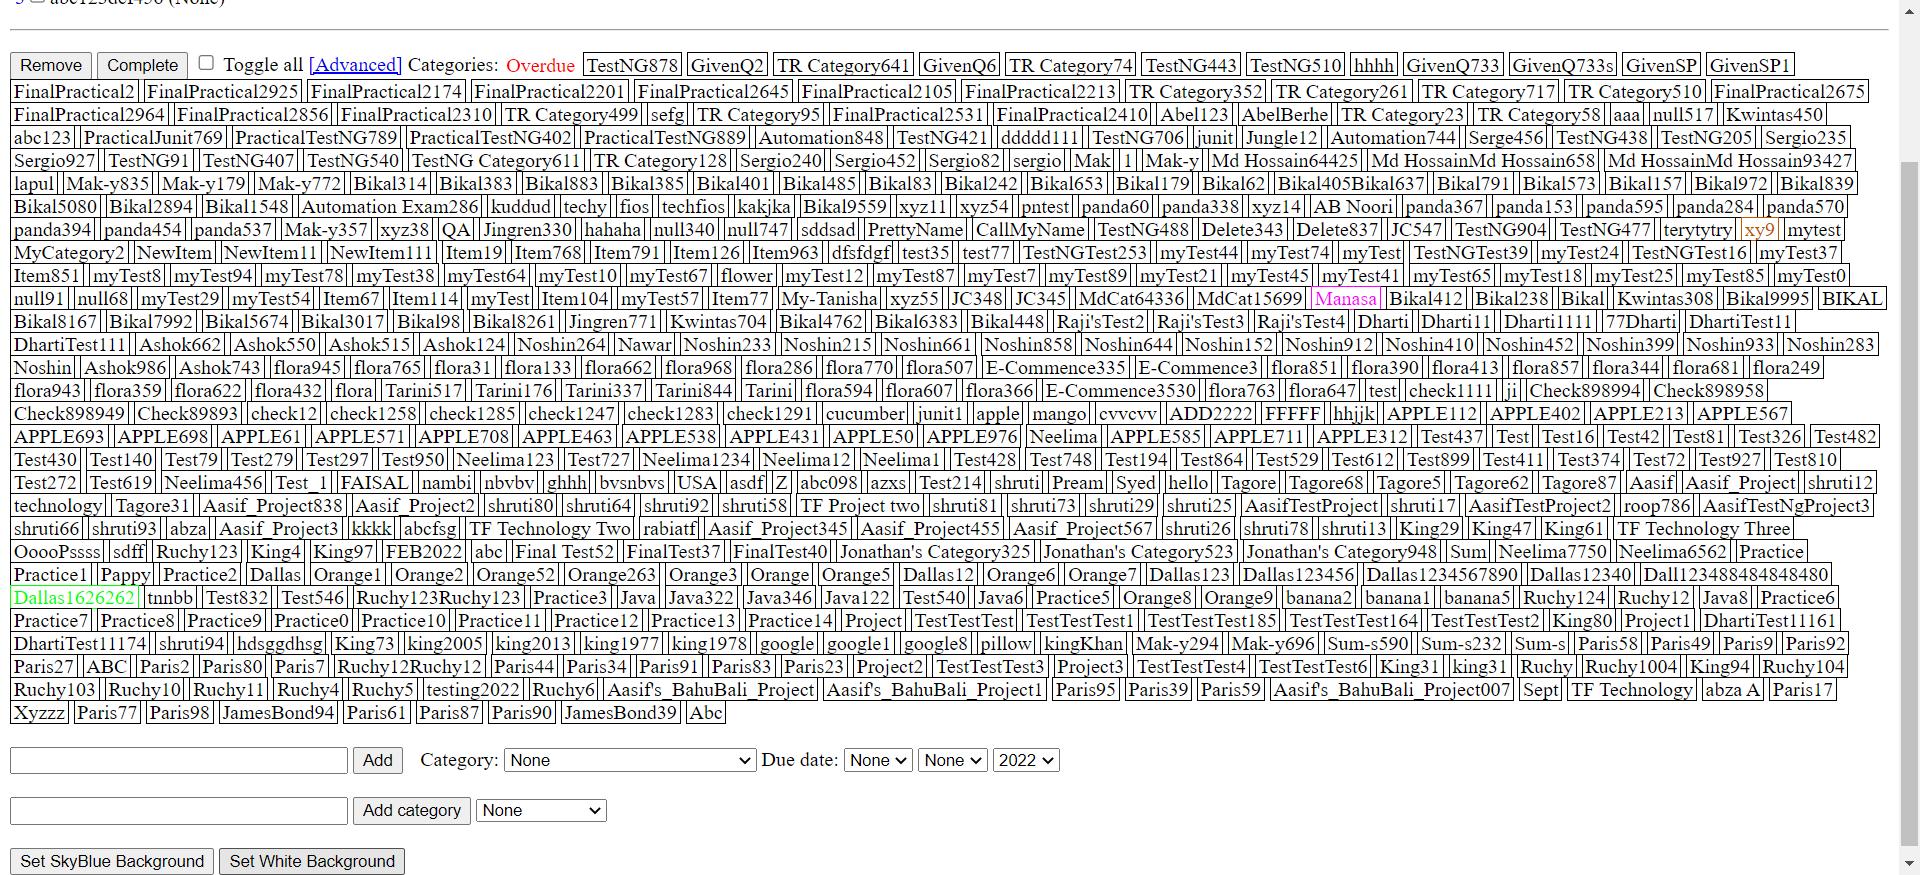 abc123def456 (None)
Remove Complete Toggle all [Advanced] Categories: Overdue TestNG878 GivenQ2 TR Category641 GivenQ6 TR Category74 TestNG443 TestNG510 hhhh GivenQ733 GivenQ733s GivenSP GivenSP1
FinalPractical2 FinalPractical2925 FinalPractical2174 FinalPractical2201 FinalPractical2645 FinalPractical2105 FinalPractical2213 TR Category352 TR Category261 TR Category717 TR Category510 FinalPractical2675
FinalPractical2964 FinalPractical2856 FinalPractical2310 TR Category499 sefg TR Category95 FinalPractical2531 FinalPractical2410 Abel123 AbelBerhe TR Category23 TR Category58 aaa null517 Kwintas450
abc123 PracticalJunit769 PracticalTestNG789 PracticalTestNG402 PracticalTestNG889 Automation848 TestNG421 ddddd111 TestNG706 junit Jungle12 Automation744 Serge456 TestNG438 TestNG205 Sergio235
Sergio927 TestNG91 TestNG407 TestNG540 TestNG Category611 TR Category128 Sergio240 Sergio452 Sergio82 sergio Mak 1 Mak-y Md Hossain64425 Md HossainMd Hossain658 Md HossainMd Hossain93427
lapul Mak-y835 Mak-y179 Mak-y772 Bikal314 Bikal383 Bikal883 Bikal385 Bikal401 Bikal485 Bikal83 Bikal242 Bikal653 Bikal179 Bikal62 Bikal405Bikal637 Bikal791 Bikal573 Bikal157 Bikal972 Bikal839
Bikal5080 Bikal2894 Bikal1548 Automation Exam286 kuddud techy fios techfios kakjka Bikal9559 xyz11 xyz54 pntest panda60 panda338 xyz14 AB Noori panda367 panda153 panda595 panda284 panda570
panda394 panda454 panda537 Mak-y357 xyz38 QA Jingren330 hahaha null340 null747 sddsad PrettyName CallMyName TestNG488 Delete343 Delete837 JC547 TestNG904 TestNG477 terytytry xy9 mytest
MyCategory2 NewItem NewItem11 NewItem111 Item19 Item768 Item791 Item126 Item963 dfsfdgf test35 test77 TestNGTest253 myTest44 myTest74 myTest TestNGTest39 myTest24 TestNGTest16 myTest37
Item851 myTest8 myTest94 myTest78 myTest38 myTest64 myTest10 myTest67 flower myTest12 myTest87 myTest7 myTest89 myTest21 myTest45 myTest41 myTest65 myTest18 myTest25 myTest85 myTest0
null91 null68 myTest29 myTest54 Item67 Item114 myTest Item104 myTest57 Item77 My-Tanisha xyz55 JC348 JC345 MdCat64336 MdCat15699 Manasa Bikal412 Bikal238 Bikal Kwintas308 Bikal9995 BIKAL
Bikal8167 Bikal7992 Bikal5674 Bikal3017 Bikal98 Bikal8261 Jingren771 Kwintas704 Bikal4762 Bikal6383 Bikal448 Raji'sTest2 Raji'sTest3 Raji'sTest4 Dharti Dharti11 Dharti1111 77Dharti DhartiTest11
DhartiTest111 Ashok662 Ashok550 Ashok515 Ashok124 Noshin264 Nawar Noshin233 Noshin215 Noshin661 Noshin858 Noshin644 Noshin152 Noshin912 Noshin410 Noshin452 Noshin399 Noshin933 Noshin283
Noshin Ashok986 Ashok743 flora945 flora765 flora31 flora133 flora662 flora968 flora286 flora770 flora507 E-Commence335 E-Commence3 flora851 flora390 flora413 flora857 flora344 flora681 flora249
flora943 flora359 flora622 flora432 flora Tarini517 Tarini176 Tarini337 Tarini844 Tarini flora594 flora607 flora366 E-Commence3530 flora763 flora647 test check1111 ji Check898994 Check898958
Check898949 Check89893 check12 check1258 check1285 check1247 check1283 check1291 cucumber junit1 apple mango cvvcvv ADD2222 FFFFF hhjjk APPLE112 APPLE402 APPLE213 APPLE567
APPLE693 APPLE698 APPLE61 APPLE571 APPLE708 APPLE463 APPLE538 APPLE431 APPLE50 APPLE976 Neelima APPLE585 APPLE711 APPLE312 Test437 Test Test16 Test42 Test81 Test326 Test482
Test430 Test140 Test79 Test279 Test297 Test950 Neelima123 Test727 Neelima1234 Neelima12 Neelima1 Test428 Test748 Test194 Test864 Test529 Test612 Test899 Test411 Test374 Test72 Test927 Test810
Test272 Test619 Neelima456 Test_1 FAISAL nambi nbvbv ghhh bvsnbvs USA asdf Z abc098 azxs Test214 shruti Pream Syed hello Tagore Tagore68 Tagore5 Tagore62 Tagore87 Aasif Aasif_Project shruti12
technology Tagore31 Aasif_Project838 Aasif_Project2 shruti80 shruti64 shruti92 shruti58 TF Project two shruti81 shruti73 shruti29 shruti25 AasifTestProject shruti17 AasifTestProject2 roop786 AasifTestNgProject3
shruti66 shruti93 abza Aasif_Project3 kkkk abcfsg TF Technology Two rabiatf Aasif_Project345 Aasif_Project455 Aasif_Project567 shruti26 shruti78 shruti13 King29 King47 King61 TF Technology Three
OoooPssss sdff Ruchy123 King4 King97 FEB2022 abc Final Test52 FinalTest37 FinalTest40 Jonathan's Category325 Jonathan's Category523 Jonathan's Category948 Sum Neelima7750 Neelima6562 Practice
Practice1 Pappy Practice2 Dallas Orange1 Orange2 Orange52 Orange263 Orange3 Orange Orange5 Dallas12 Orange6 Orange7 Dallas123 Dallas123456 Dallas1234567890 Dallas12340 Dall123488484848480
Dallas1626262 tnnbb Test832 Test546 Ruchy123Ruchy123 Practice3 Java Java322 Java346 Java122 Test540 Java6 Practice5 Orange8 Orange9 banana2 banana1 banana5 Ruchy124 Ruchy12 Java8 Practice6
Practice7 Practice8 Practice9 Practice0 Practice10 Practice11 Practice12 Practice13 Practice14 Project TestTestTest TestTestTest1 TestTestTest185 TestTestTest164 TestTestTest2 King80 Project1 DhartiTest11161
DhartiTest11174 shruti94 hdsggdhsg King73 king2005 king2013 king1977 king1978 google google1 google8 pillow kingKhan Mak-y294 Mak-y696 Sum-s590 Sum-s232 Sum-s Paris58 Paris49 Paris9 Paris92
Paris27 ABC Paris2 Paris80 Paris7 Ruchy12Ruchy12 Paris44 Paris34 Paris91 Paris83 Paris23 Project2 TestTestTest3 Project3 TestTestTest4 TestTestTest6 King31 king31 Ruchy Ruchy1004 King94 Ruchy104
Ruchy103 Ruchy10 Ruchy11 Ruchy4 Ruchy5 testing2022 Ruchy6 Aasif's_BahuBali_Project Aasif's_BahuBali_Project1 Paris95 Paris39 Paris59 Aasif's_BahuBali_Project007 Sept TF Technology abza A Paris17
Xyzzz Paris77 Paris98 JamesBond94 Paris61 Paris87 Paris90 JamesBond39 Abc
Add Category: None Due date: None None 2022
Add category None
Set SkyBlue Background Set White Background